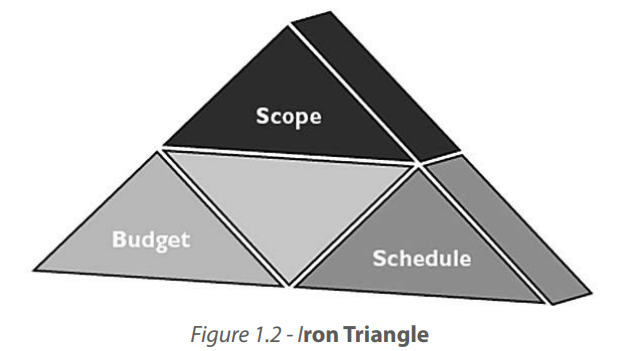 Scope
Budget
Schedule
Figure 1.2 - Iron Triangle